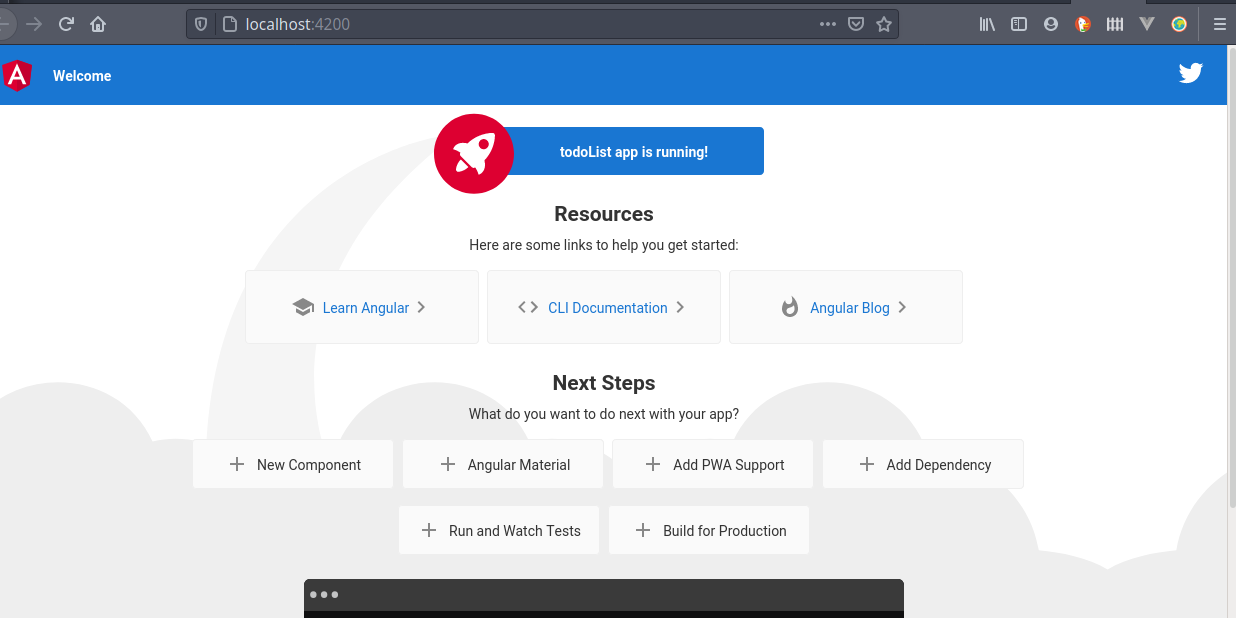 localhost:4200
Welcome
todoList app is running!
Resources
Here are some links to help you get started:
Learn Angular
CLI Documentation
Angular Blog
Next Steps
What do you want to do next with your app?
New Component
Angular Material
Add PWA Support
Add Dependency
Run and Watch Tests
Build for Production